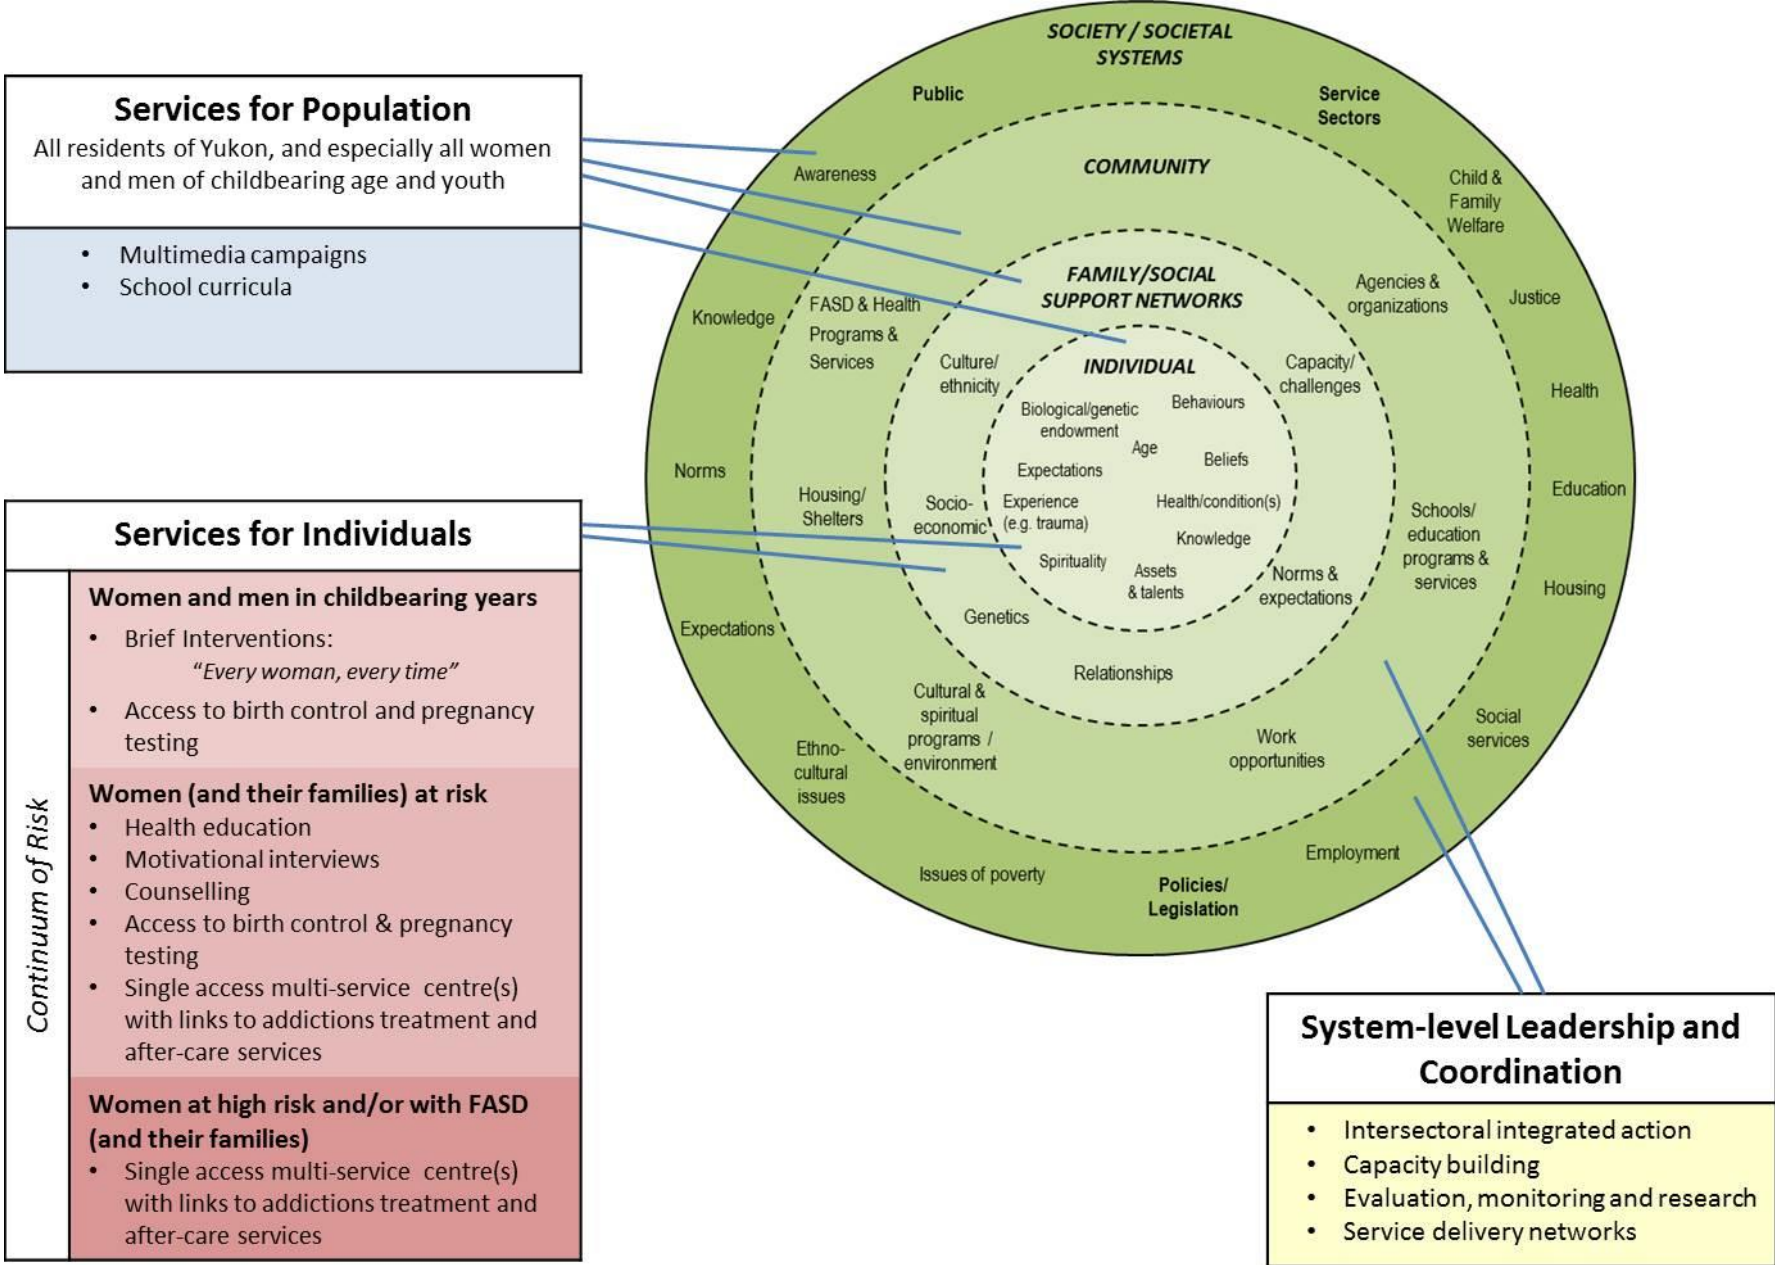 Services for Population
All residents of Yukon, and especially all women
and men of childbearing age and youth
• Multimedia campaigns
• School curricula
Services for Individuals
Continuum of Risk
Women and men in childbearing years
• Brief Interventions:
“Every woman, every time”
• Access to birth control and pregnancy
testing
Women (and their families) at risk
• Health education
• Motivational interviews
• Counselling
• Access to birth control & pregnancy
testing
• Single access multi-service centre(s)
with links to addictions treatment and
after-care services
Women at high risk and/or with FASD
(and their families)
• Single access multi-service centre(s)
with links to addictions treatment and
after-care services
SOCIETY / SOCIETAL
SYSTEMS
Public
Awareness
Knowledge
Norms
Expectations
Ethno-
cultural
issues
Issues of poverty
Policies/
Legislation
Service
Sectors
Child &
Family
Welfare
Justice
Health
Education
Housing
Social
services
Employment
COMMUNITY
FASD & Health
Programs &
Services
Housing/
Shelters
Cultural &
spiritual
programs /
environment
Work
opportunities
Schools/
education
programs &
services
Agencies &
organizations
FAMILY/SOCIAL
SUPPORT NETWORKS
Culture/
ethnicity
Socio-
economic
Genetics
Relationships
Norms &
expectations
Capacity/
challenges
INDIVIDUAL
Biological/genetic
endowment
Behaviours
Age
Beliefs
Expectations
Experience
(e.g. trauma)
Health/condition(s)
Knowledge
Spirituality
Assets
& talents
System-level Leadership and
Coordination
• Intersectoral integrated action
• Capacity building
• Evaluation, monitoring and research
• Service delivery networks